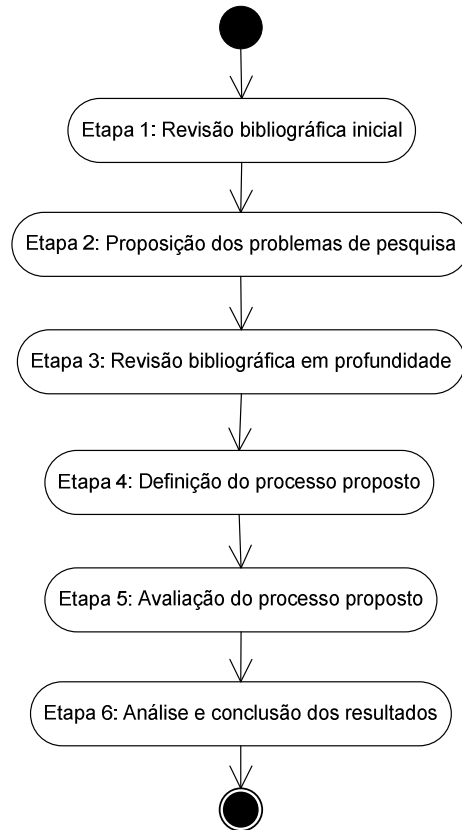 Etapa 1: Revisão bibliográfica inicial
Etapa 2: Proposição dos problemas de pesquisa
Etapa 3: Revisão bibliográfica em profundidade
Etapa 4: Definição do processo proposto
Etapa 5: Avaliação do processo proposto
Etapa 6: Análise e conclusão dos resultados